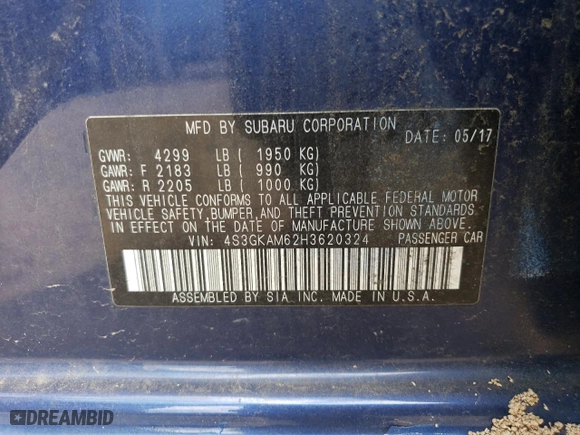 MFD BY SUBARU CORPORATION
DATE: 05/17
GVWR: 4299 LB ( 1950 KG)
GAWR: F 2183 LB ( 990 KG)
GAWR: R 2205 LB ( 1000 KG)
THIS VEHICLE CONFORMS TO ALL APPLICABLE FEDERAL MOTOR
VEHICLE SAFETY,BUMPER,AND THEFT PREVENTION STANDARDS
IN EFFECT ON THE DATE OF MANUFACTURE SHOWN ABOVE.
VIN: 4S3GKAM62H3620324 PASSENGER CAR
ASSEMBLED BY SIA INC. MADE IN U.S.A.
DREAMBID